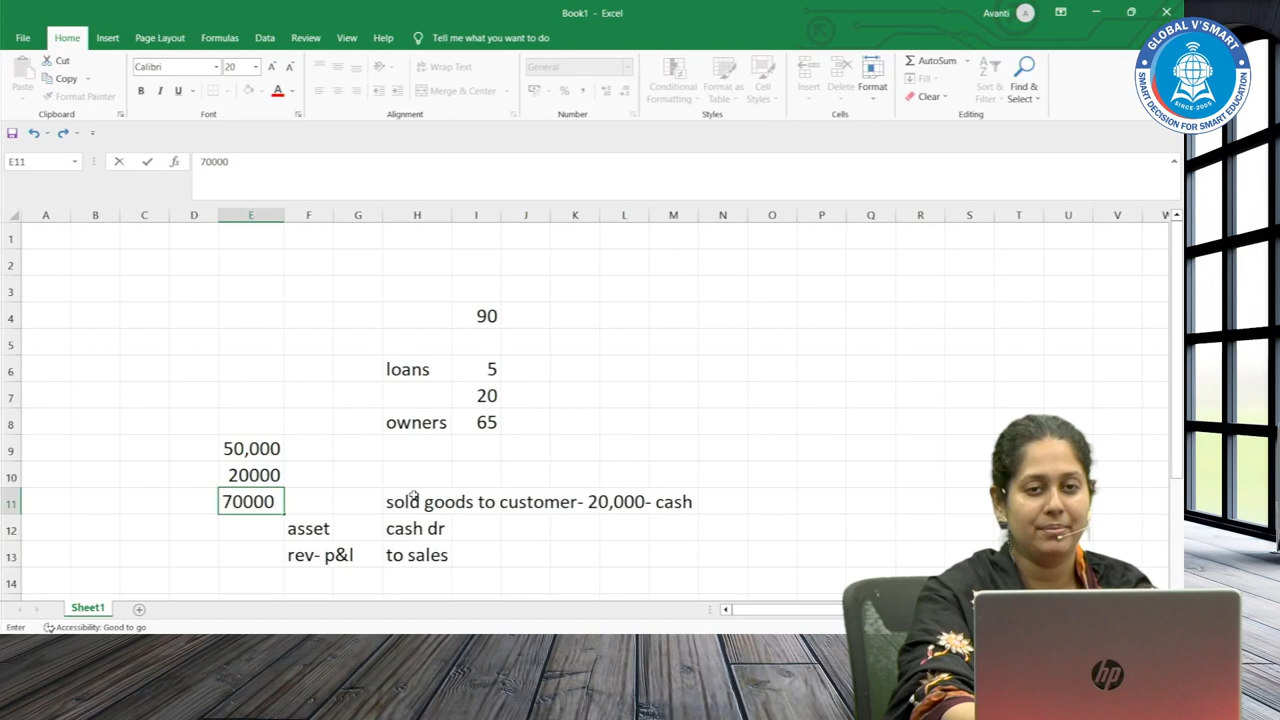 Book1 - Excel
Avanti
A
File Home Insert Page Layout Formulas Data Review View Help Tell me what you want to do
Paste
Cut
Copy
Format Painter
Clipboard
Calibri 20
B I U
Font
Wrap Text
Merge & Center
Alignment
General
Number
Conditional Formatting
Format as Table
Cell Styles
Styles
Insert
Delete
Format
Cells
AutoSum
Fill
Clear
Sort & Filter
Find & Select
Editing
GLOBAL V'SMART
SINCE-2005
SMART DECISION FOR SMART EDUCATION
E11 fx 70000
A B C D E F G H I J K L M N O P Q R S T U V W
1
2
3
4 90
5
6 loans 5
7 20
8 owners 65
9 50,000
10 20000
11 70000 sold goods to customer- 20,000- cash
12 asset cash dr
13 rev- p&l to sales
14
Sheet1
Enter Accessibility: Good to go
hp